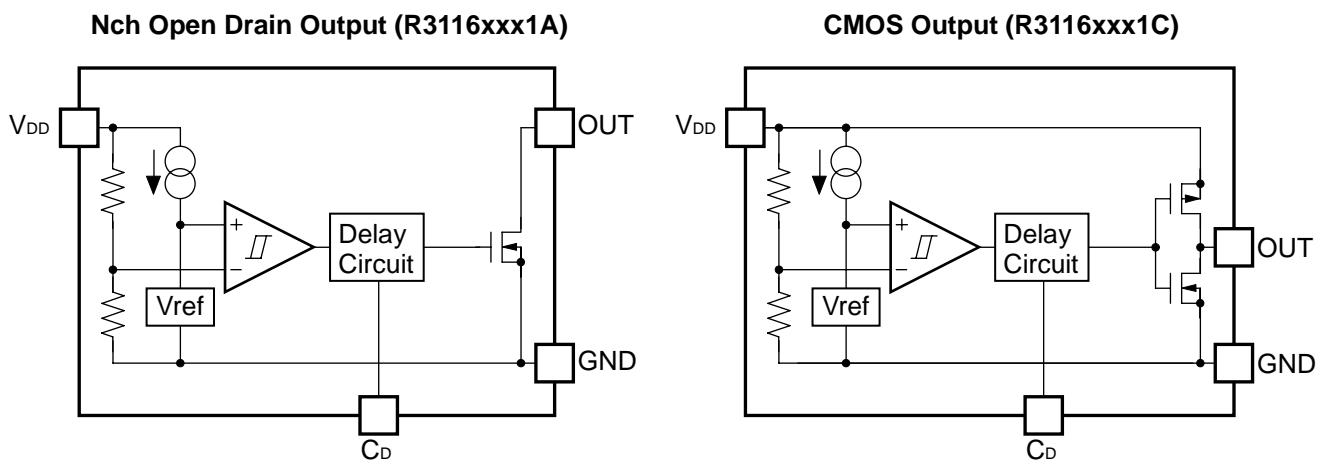 Nch Open Drain Output (R3116xxx1A)
VDD
OUT
+
−
Delay
Circuit
Vref
GND
CD
CMOS Output (R3116xxx1C)
VDD
+
−
Delay
Circuit
OUT
Vref
GND
CD